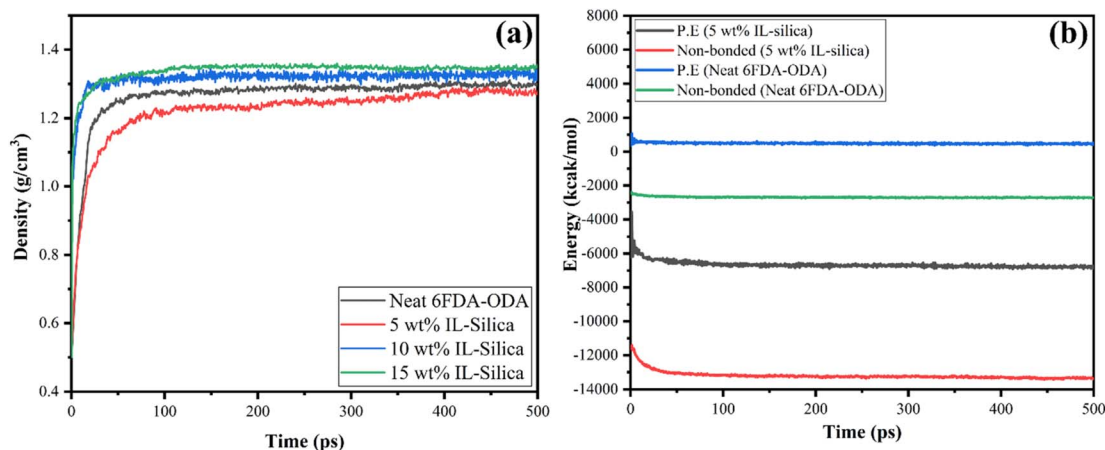 (a)
Density (g/cm³)
1.4
1.2
1.0
0.8
0.6
0.4
0
100
200
300
400
500
Time (ps)
Neat 6FDA-ODA
5 wt% IL-Silica
10 wt% IL-Silica
15 wt% IL-Silica
(b)
P.E (5 wt% IL-silica)
Non-bonded (5 wt% IL-silica)
P.E (Neat 6FDA-ODA)
Non-bonded (Neat 6FDA-ODA)
Energy (kcak/mol)
8000
6000
4000
2000
0
-2000
-4000
-6000
-8000
-10000
-12000
-14000
0
100
200
300
400
500
Time (ps)